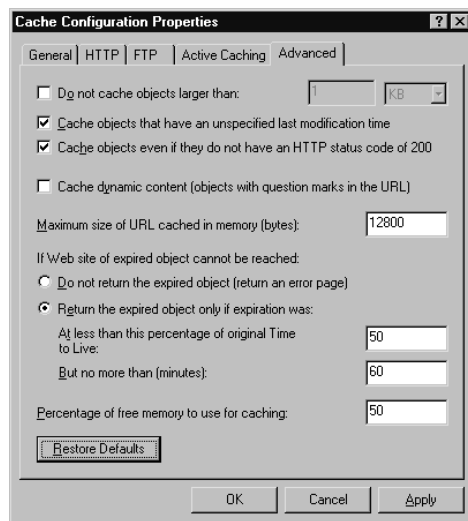 Cache Configuration Properties
General HTTP FTP Active Caching Advanced
Do not cache objects larger than: 1 KB
Cache objects that have an unspecified last modification time
Cache objects even if they do not have an HTTP status code of 200
Cache dynamic content (objects with question marks in the URL)
Maximum size of URL cached in memory (bytes): 12800
If Web site of expired object cannot be reached:
Do not return the expired object (return an error page)
Return the expired object only if expiration was:
At less than this percentage of original Time
to Live: 50
But no more than (minutes): 60
Percentage of free memory to use for caching: 50
Restore Defaults
OK Cancel Apply